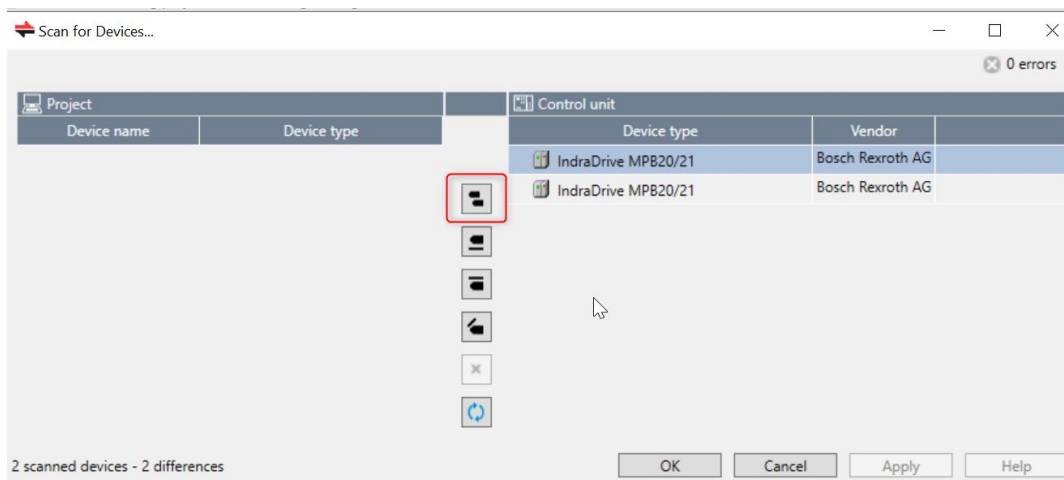 Scan for Devices...
0 errors
Project
Control unit
Device name Device type
Device type Vendor
IndraDrive MPB20/21 Bosch Rexroth AG
IndraDrive MPB20/21 Bosch Rexroth AG
2 scanned devices - 2 differences
OK Cancel Apply Help